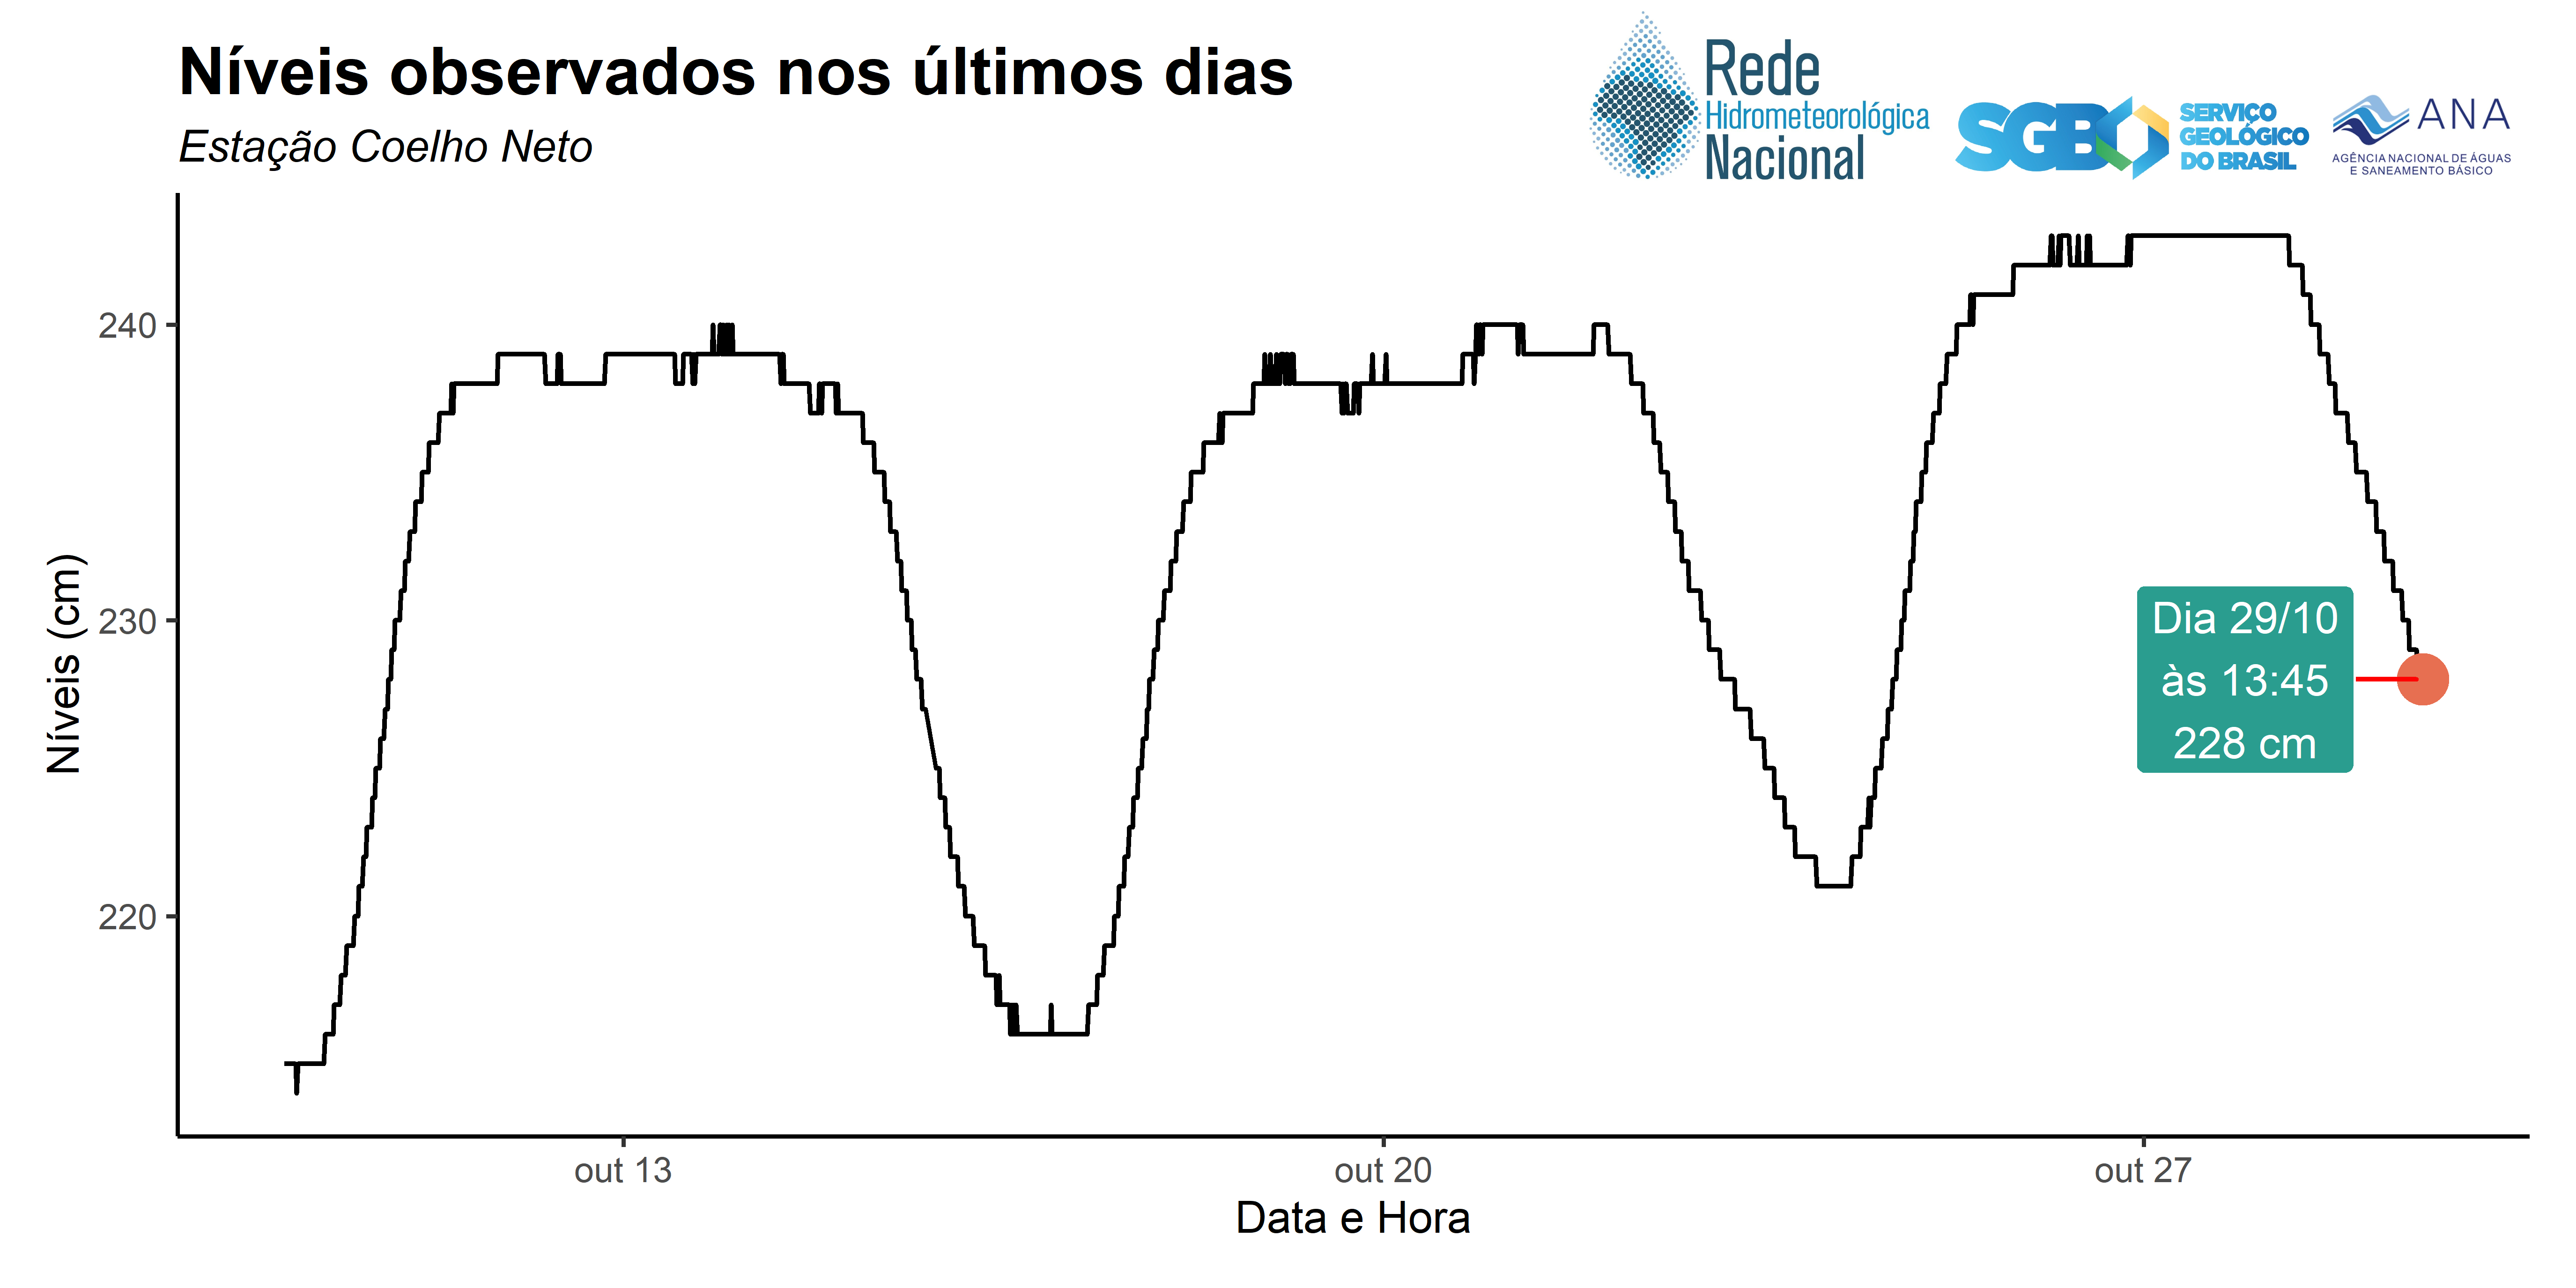 Níveis observados nos últimos dias
Estação Coelho Neto
Rede
Hidrometeorológica
Nacional
SGB
SERVIÇO
GEOLÓGICO
DO BRASIL
ANA
AGÊNCIA NACIONAL DE ÁGUAS
E SANEAMENTO BÁSICO
Níveis (cm)
240
230
220
Dia 29/10
às 13:45
228 cm
out 13
out 20
out 27
Data e Hora